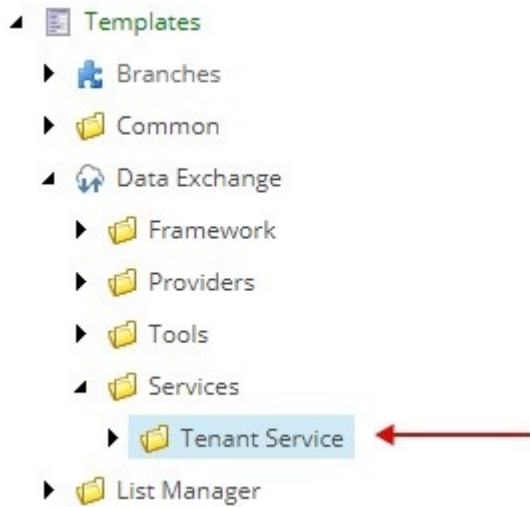 Templates
Branches
Common
Data Exchange
Framework
Providers
Tools
Services
Tenant Service
List Manager